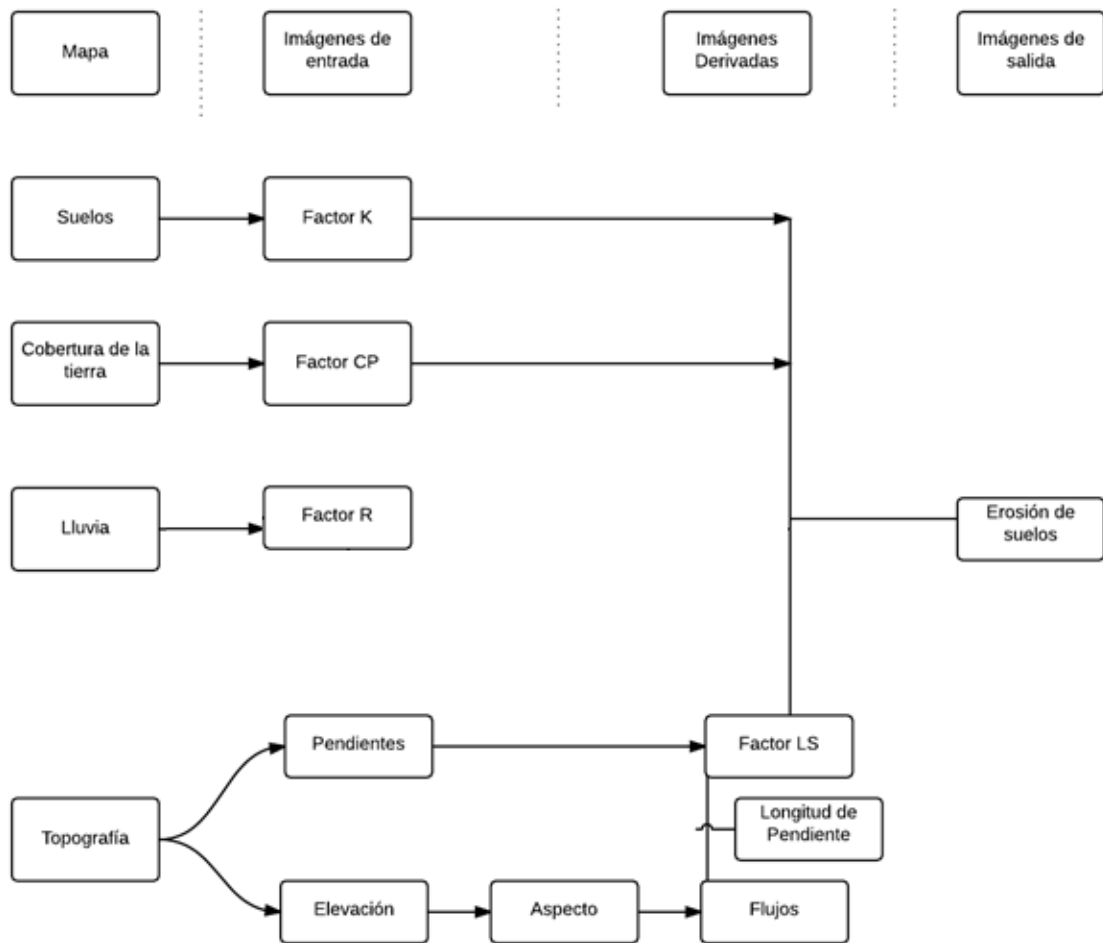 Mapa
Imágenes de
entrada
Imágenes
Derivadas
Imágenes de
salida
Suelos
Factor K
Cobertura de la
tierra
Factor CP
Lluvia
Factor R
Erosión de
suelos
Pendientes
Factor LS
Topografía
Longitud de
Pendiente
Elevación
Aspecto
Flujos